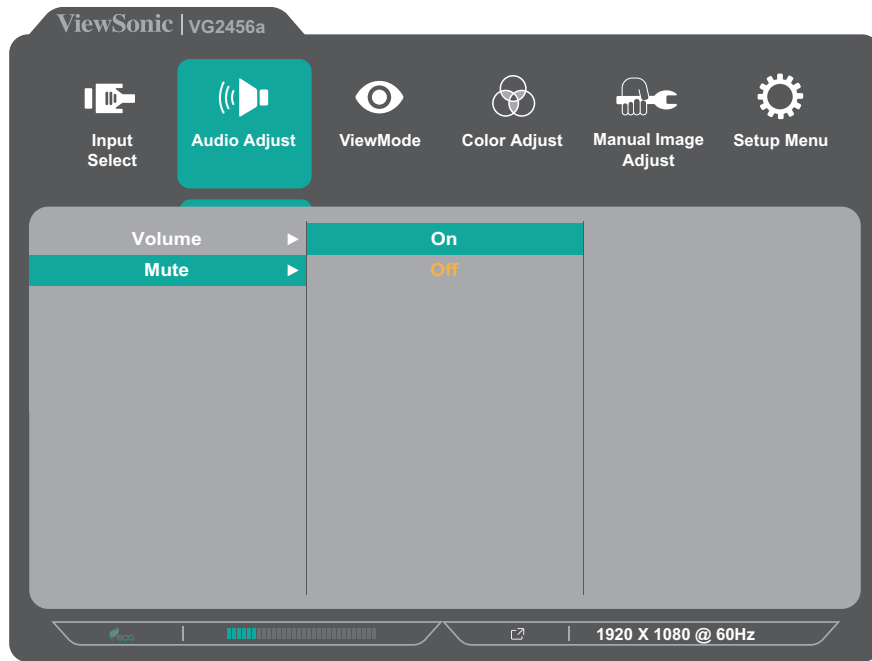 ViewSonic | VG2456a
Input
Select
Audio Adjust
ViewMode
Color Adjust
Manual Image
Adjust
Setup Menu
Volume
On
Mute
Off
eco
1920 X 1080 @ 60Hz